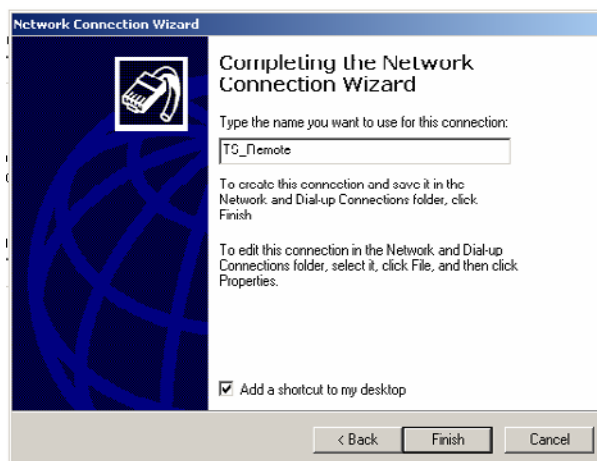 Network Connection Wizard
Completing the Network
Connection Wizard
Type the name you want to use for this connection:
TS_Remote
To create this connection and save it in the
Network and Dial-up Connections folder, click
Finish
To edit this connection in the Network and Dial-up
Connections folder, select it, click File, and then click
Properties.
Add a shortcut to my desktop
< Back
Finish
Cancel